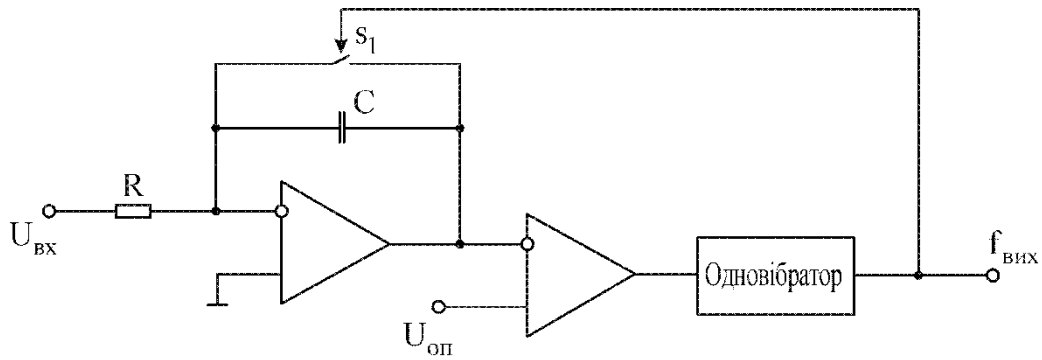 s₁
C
R
Uвх
Uоп
Одновібратор
fвих